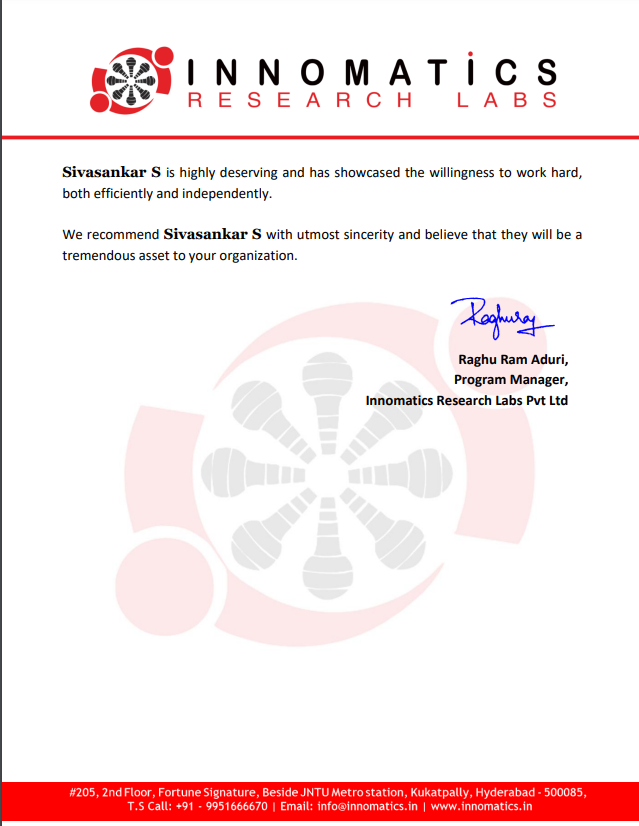 INNOMATICS
RESEARCH LABS
Sivasankar S is highly deserving and has showcased the willingness to work hard,
both efficiently and independently.
We recommend Sivasankar S with utmost sincerity and believe that they will be a
tremendous asset to your organization.
Raghuraj
Raghu Ram Aduri,
Program Manager,
Innomatics Research Labs Pvt Ltd
#205, 2nd Floor, Fortune Signature, Beside JNTU Metro station, Kukatpally, Hyderabad - 500085,
T.S Call: +91 - 9951666670 | Email: info@innomatics.in | www.innomatics.in